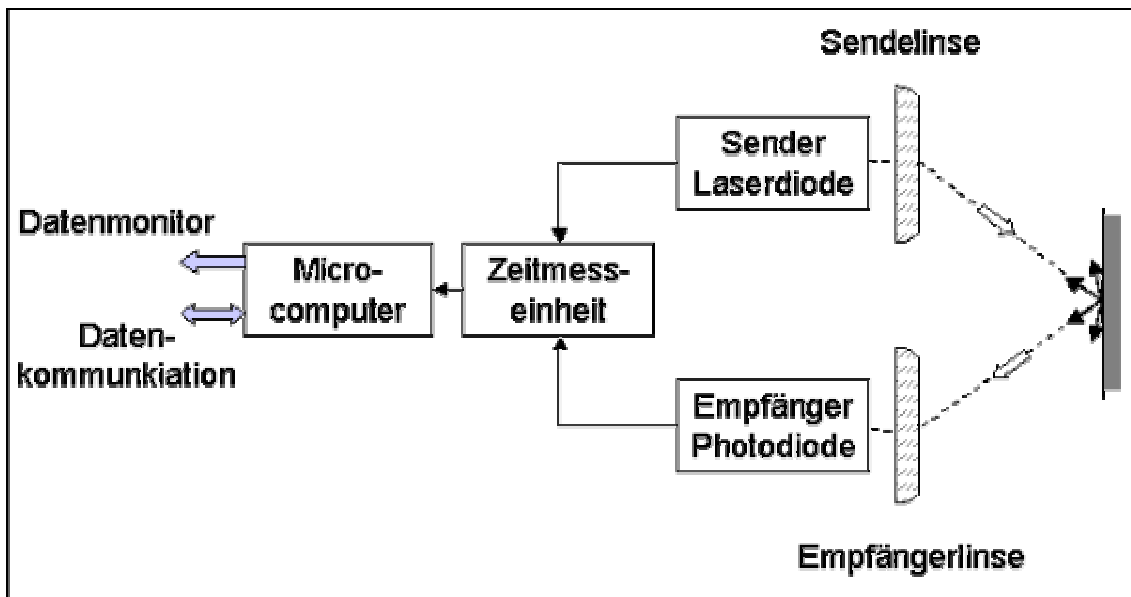 Sendelinse
Sender
Laserdiode
Datenmonitor
Micro-
computer
Zeitmess-
einheit
Daten-
kommunkiation
Empfänger
Photodiode
Empfängerlinse